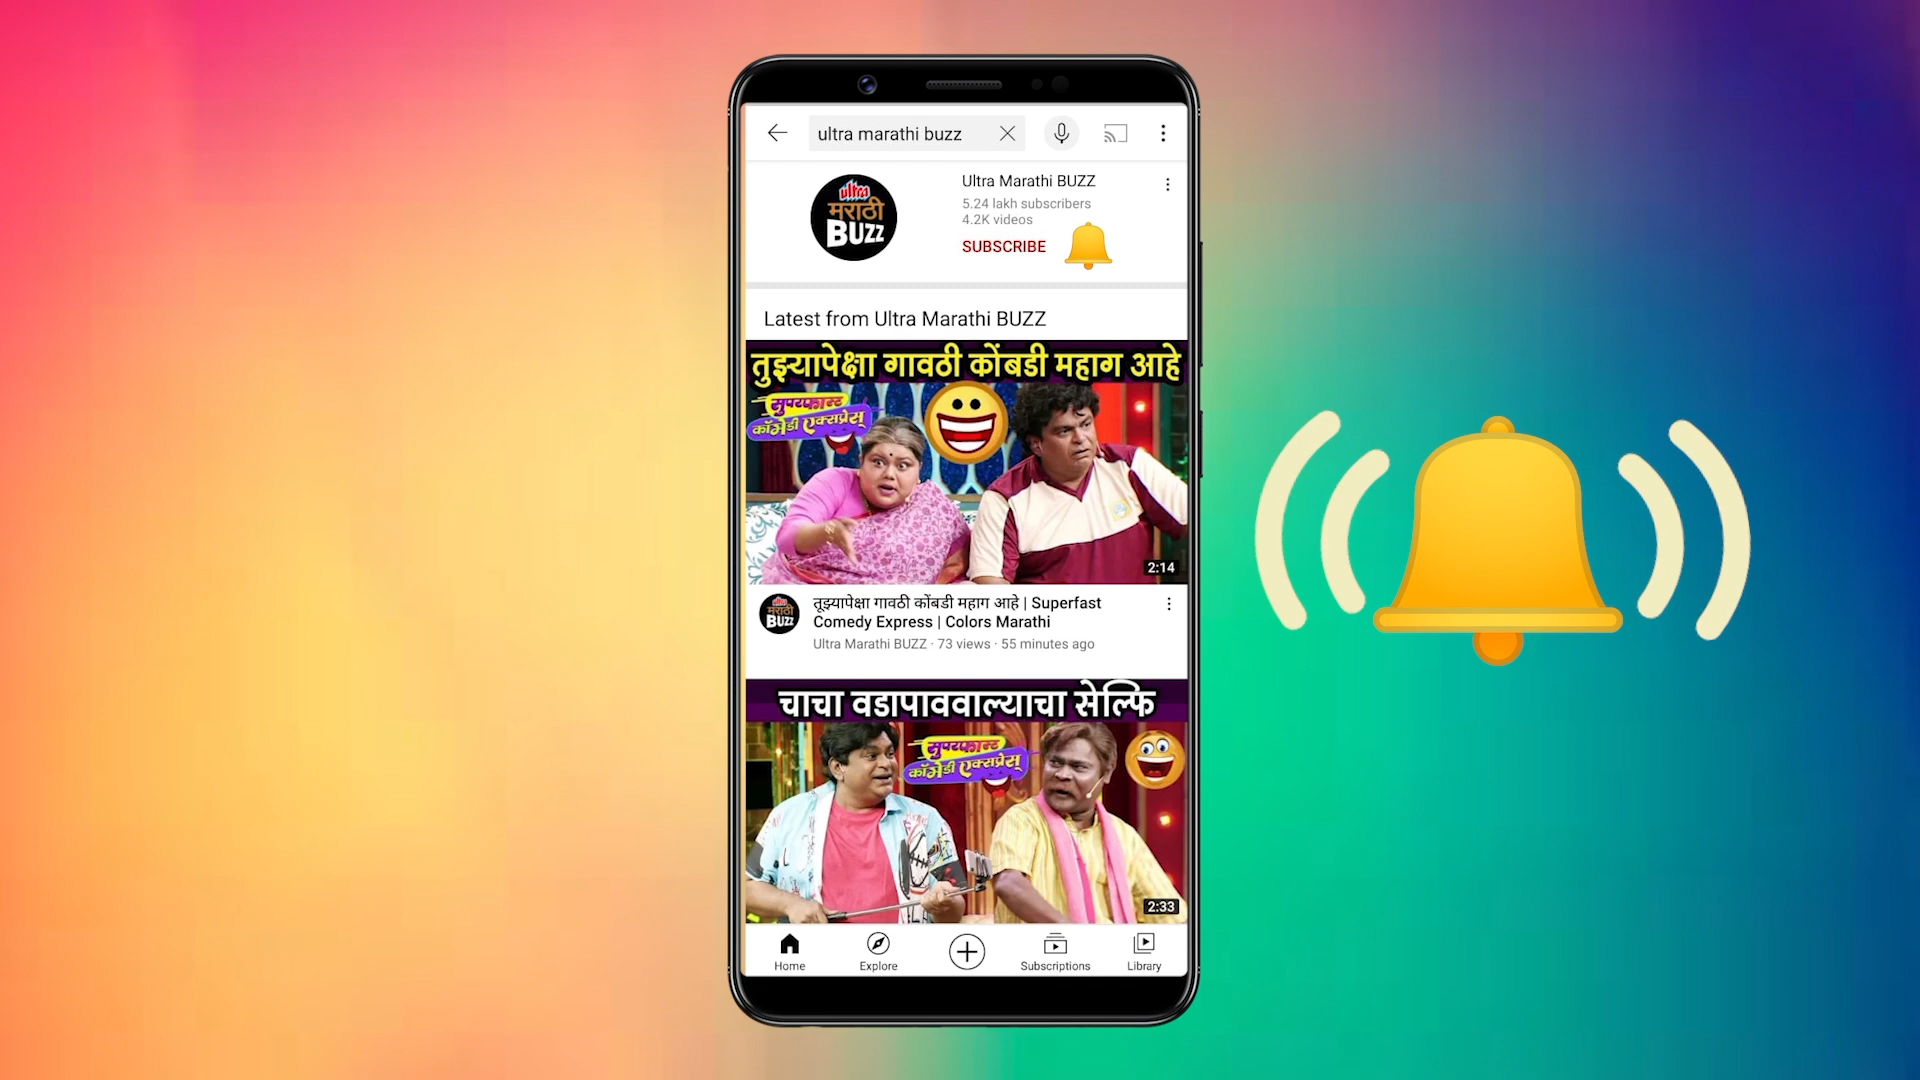 ultra marathi buzz
ultra
मराठी
BUZZ
Ultra Marathi BUZZ
5.24 lakh subscribers
4.2K videos
SUBSCRIBE
Latest from Ultra Marathi BUZZ
तुझ्यापेक्षा गावठी कोंबडी महाग आहे
सुपरफास्ट
कॉमेडी एक्सप्रेस्
2:14
ultra
मराठी
BUZZ
तूझ्यापेक्षा गावठी कोंबडी महाग आहे | Superfast
Comedy Express | Colors Marathi
Ultra Marathi BUZZ · 73 views · 55 minutes ago
चाचा वडापाववाल्याचा सेल्फि
सुपरफास्ट
कॉमेडी एक्सप्रेस्
2:33
Home
Explore
Subscriptions
Library